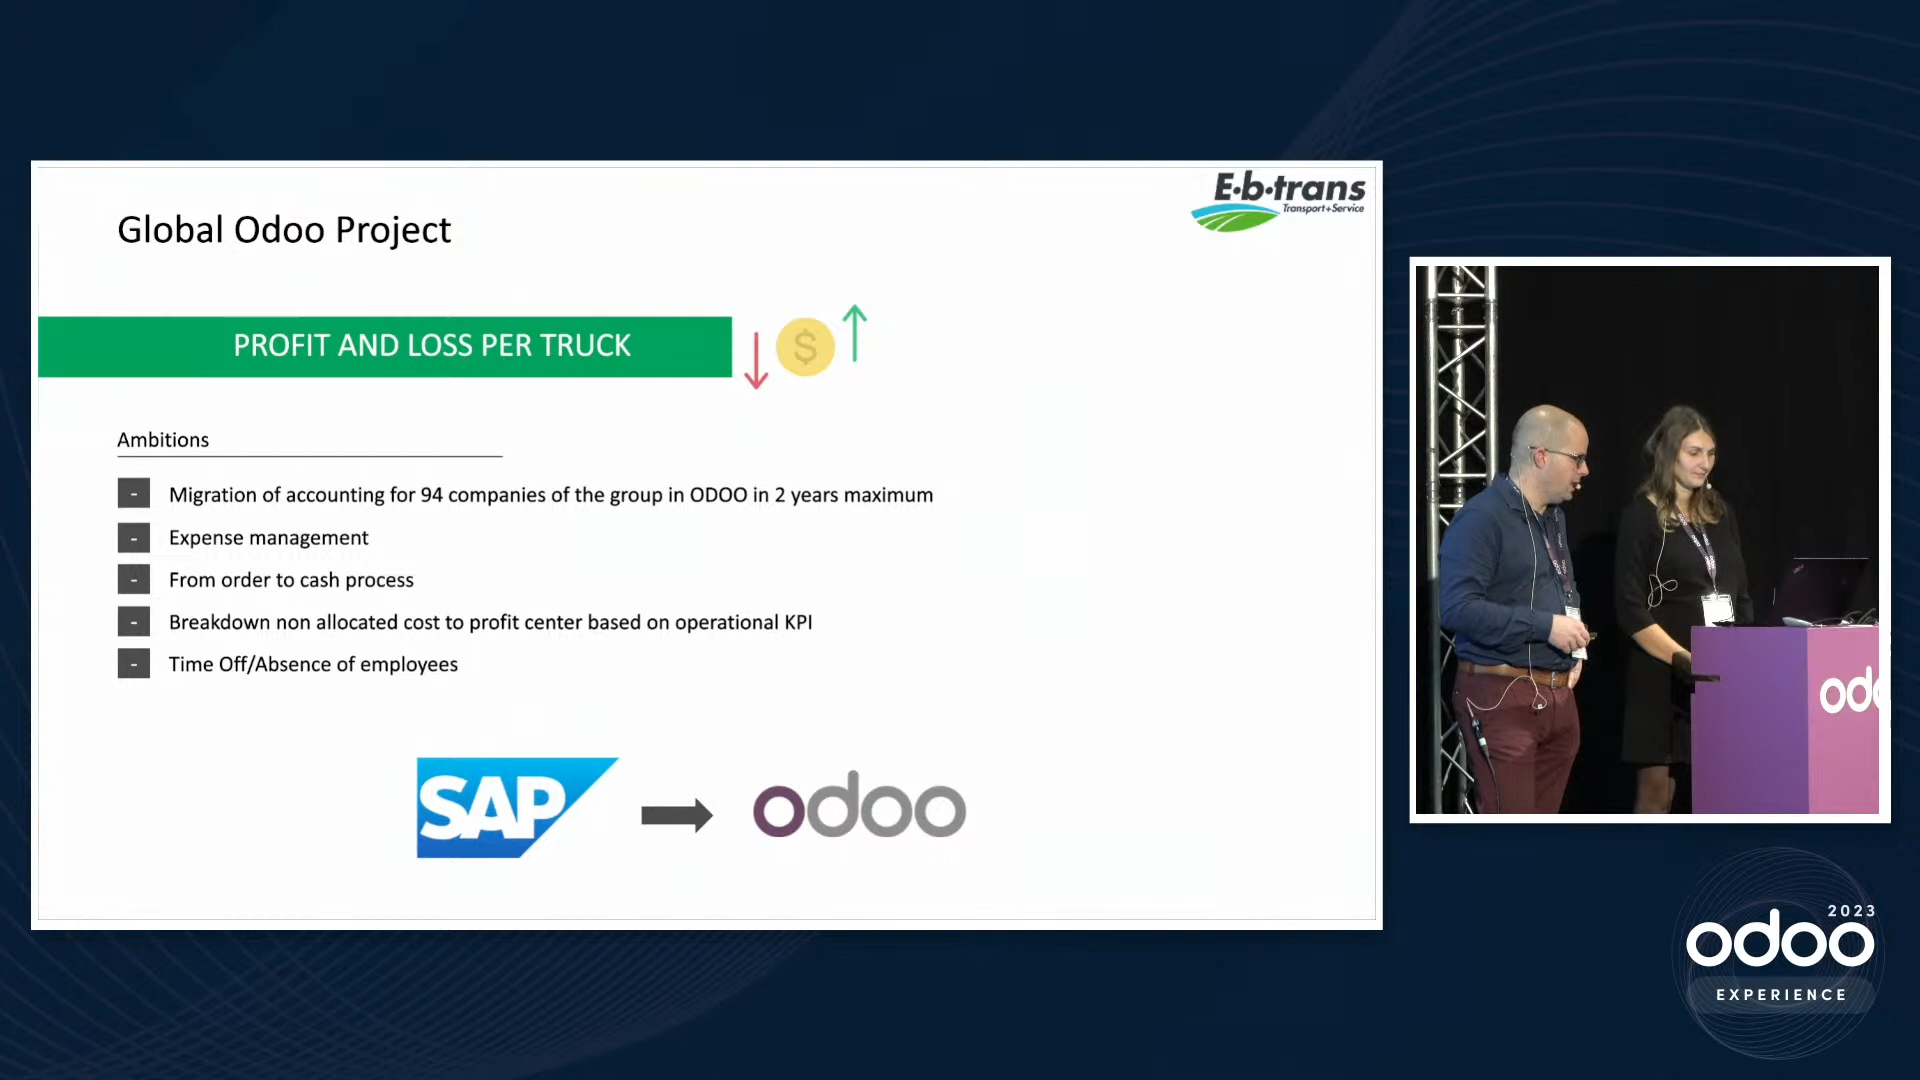 E·b·trans
Transport+Service
Global Odoo Project
PROFIT AND LOSS PER TRUCK
$
Ambitions
- Migration of accounting for 94 companies of the group in ODOO in 2 years maximum
- Expense management
- From order to cash process
- Breakdown non allocated cost to profit center based on operational KPI
- Time Off/Absence of employees
SAP
odoo
odo
2023
odoo
EXPERIENCE